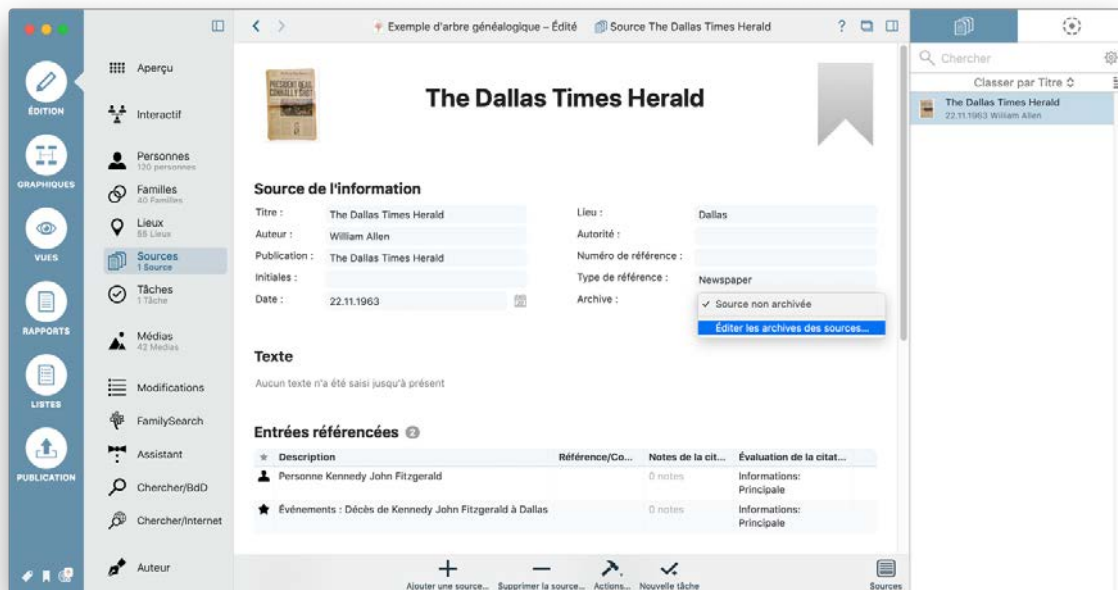 Exemple d'arbre généalogique – Édité
Source The Dallas Times Herald
?
ÉDITION
GRAPHIQUES
VUES
RAPPORTS
LISTES
PUBLICATION
Aperçu
Interactif
Personnes
120 personnes
Familles
40 Familles
Lieux
55 Lieux
Sources
1 Source
Tâches
1 Tâche
Médias
42 Medias
Modifications
FamilySearch
Assistant
Chercher/BdD
Chercher/Internet
Auteur
PRESIDENT DEAD,
CONNALLY SHOT
The Dallas Times Herald
Source de l'information
Titre : The Dallas Times Herald
Auteur : William Allen
Publication : The Dallas Times Herald
Initiales :
Date : 22.11.1963
Lieu : Dallas
Autorité :
Numéro de référence :
Type de référence : Newspaper
Archive : ✓ Source non archivée
Éditer les archives des sources...
Texte
Aucun texte n'a été saisi jusqu'à présent
Entrées référencées 2
Description Référence/Co... Notes de la cit... Évaluation de la citat...
Personne Kennedy John Fitzgerald 0 notes Informations:
Principale
Événements : Décès de Kennedy John Fitzgerald à Dallas 0 notes Informations:
Principale
Ajouter une source... Supprimer la source... Actions... Nouvelle tâche Sources
Chercher
Classer par Titre
The Dallas Times Herald
22.11.1963 William Allen